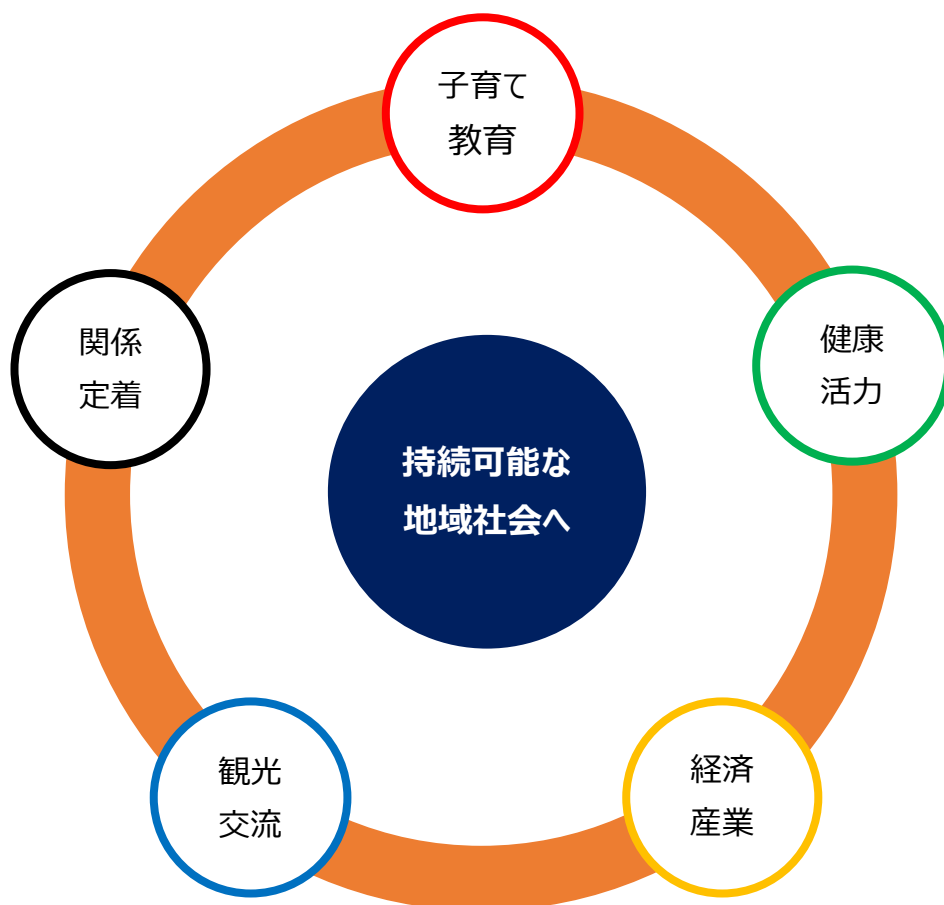 子育て
教育
関係
定着
健康
活力
持続可能な
地域社会へ
観光
交流
経済
産業